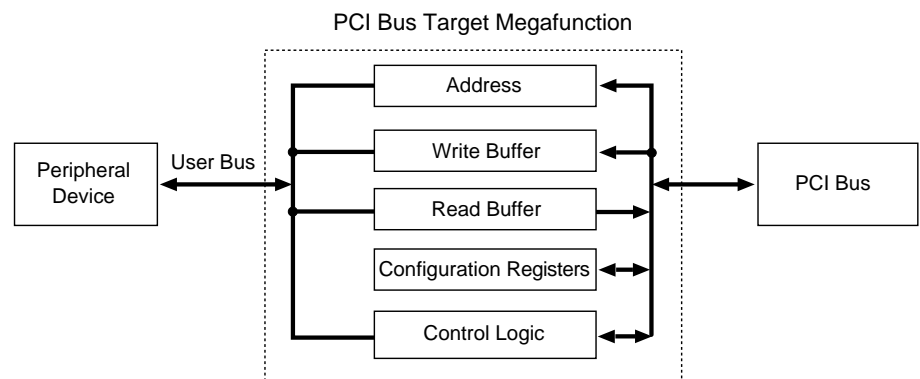 PCI Bus Target Megafunction
Address
Write Buffer
User Bus
Peripheral
Device
PCI Bus
Read Buffer
Configuration Registers
Control Logic